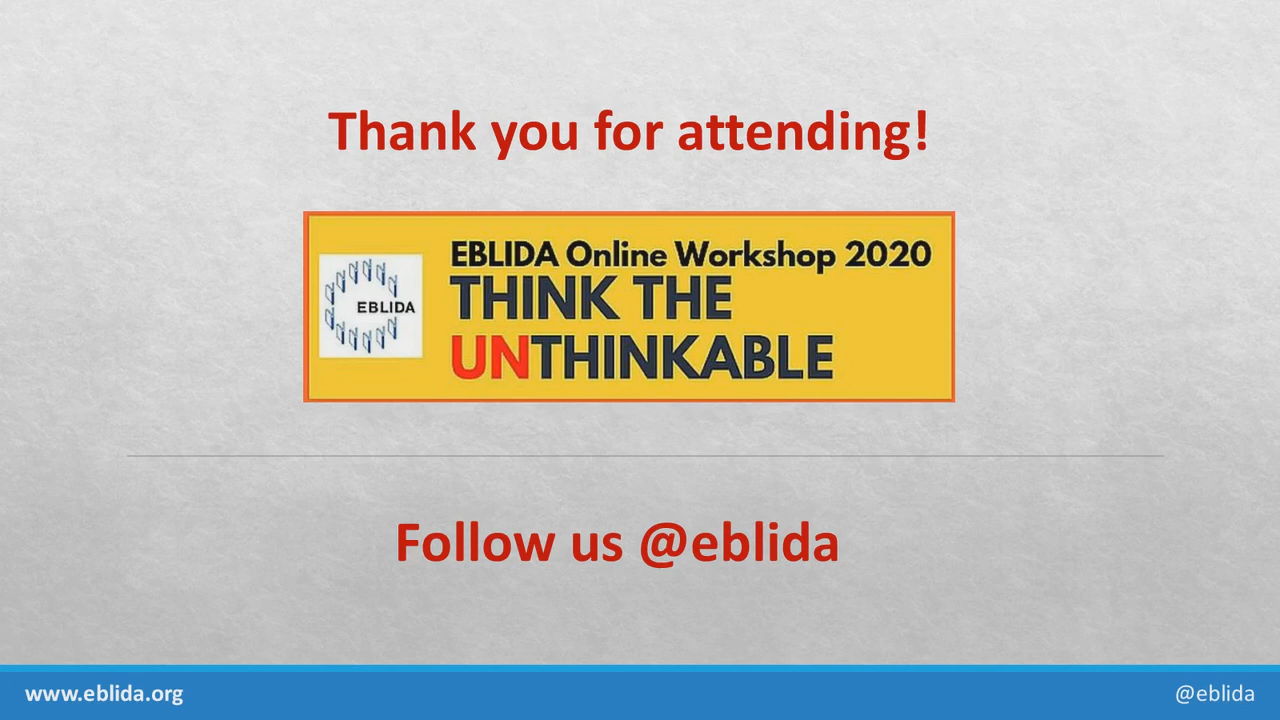 Thank you for attending!
EBLIDA
EBLIDA Online Workshop 2020
THINK THE
UNTHINKABLE
Follow us @eblida
www.eblida.org
@eblida